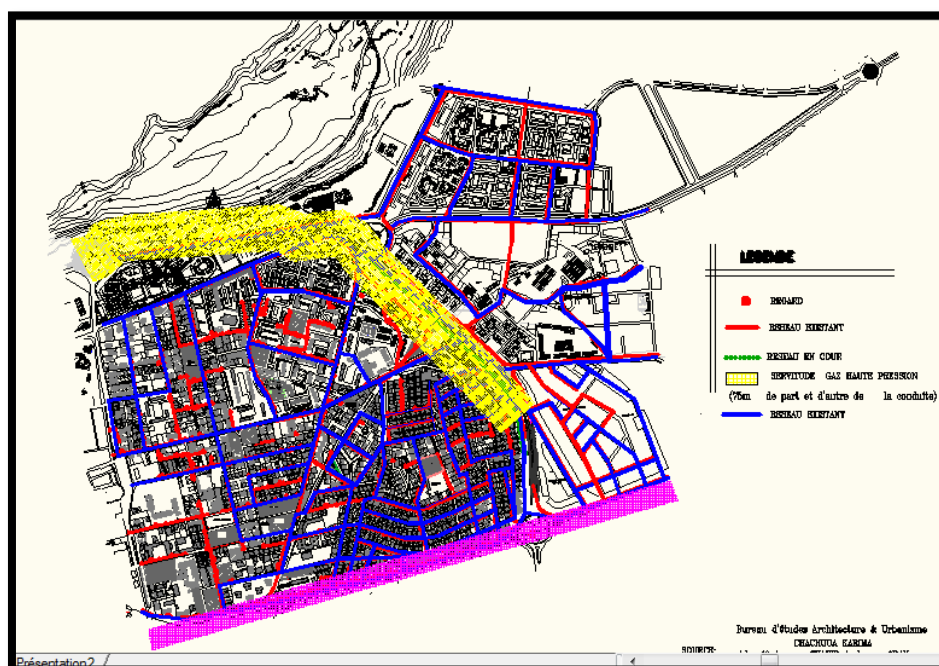 LEGENDE
REGARD
RESEAU EXISTANT
RESEAU EN COUR
SERVITUDE GAZ HAUTE PRESSION
(75m de part et d'autre de la conduite)
RESEAU EXISTANT
Bureau d'études Architecture & Urbanisme
CHACHOUA KARIMA
SOURCE:
Présentation2